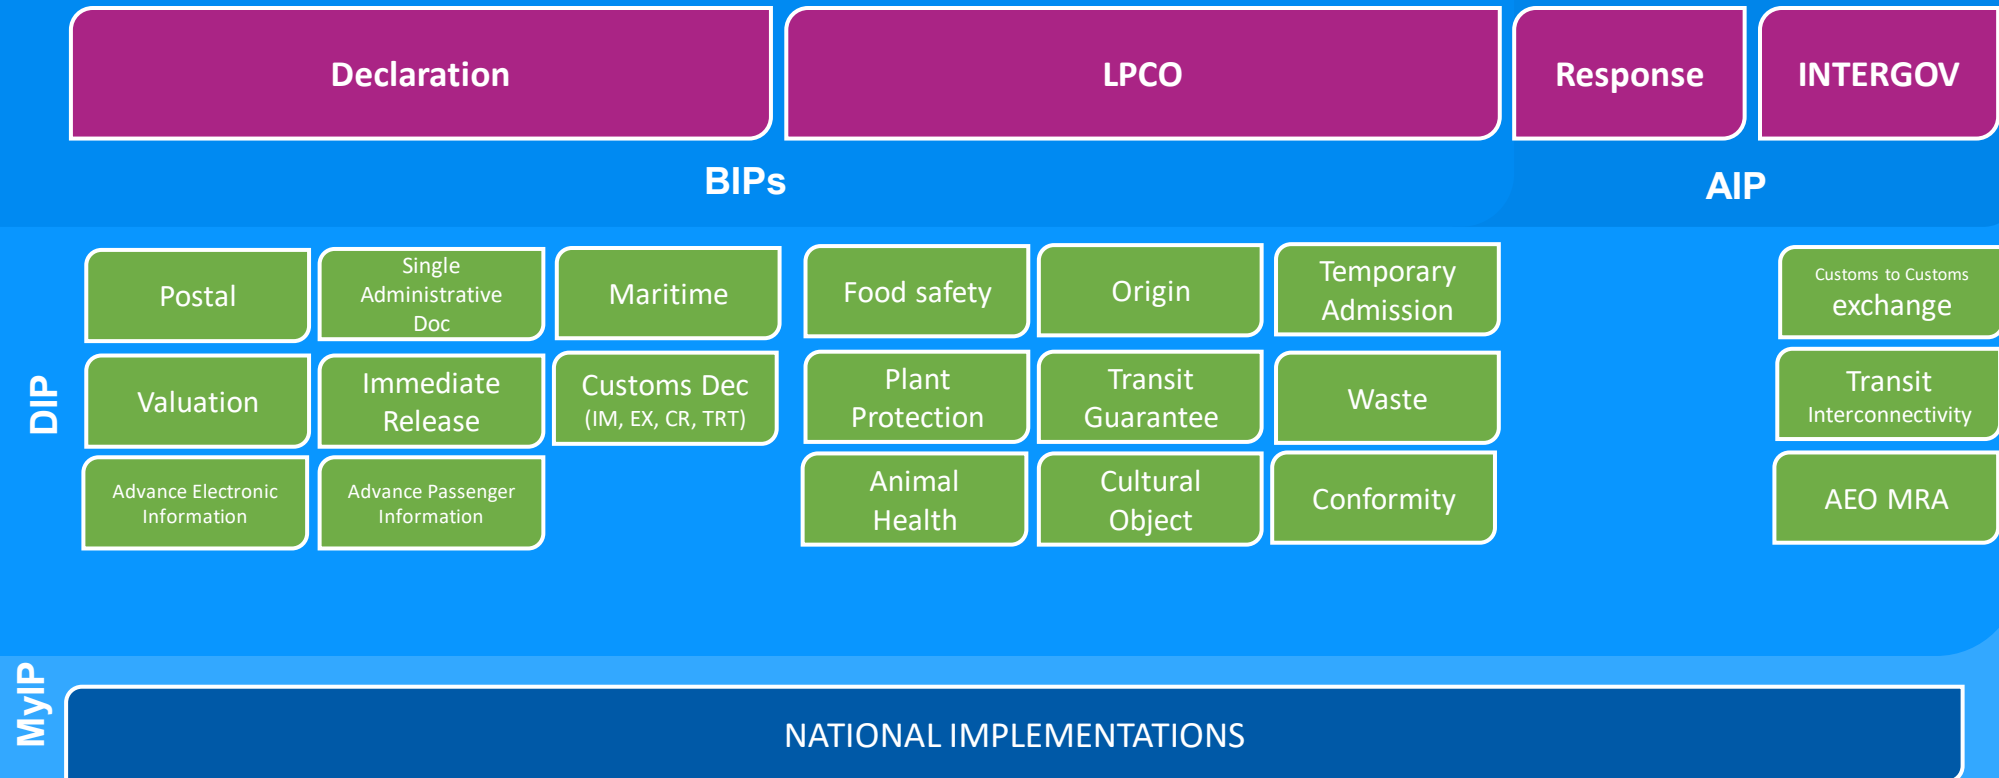 Declaration
LPCO
Response
INTERGOV
BIPs
AIP
DIP
Postal
Single
Administrative
Doc
Maritime
Food safety
Origin
Temporary
Admission
Customs to Customs
exchange
Valuation
Immediate
Release
Customs Dec
(IM, EX, CR, TRT)
Plant
Protection
Transit
Guarantee
Waste
Transit
Interconnectivity
Advance Electronic
Information
Advance Passenger
Information
Animal
Health
Cultural
Object
Conformity
AEO MRA
MyIP
NATIONAL IMPLEMENTATIONS